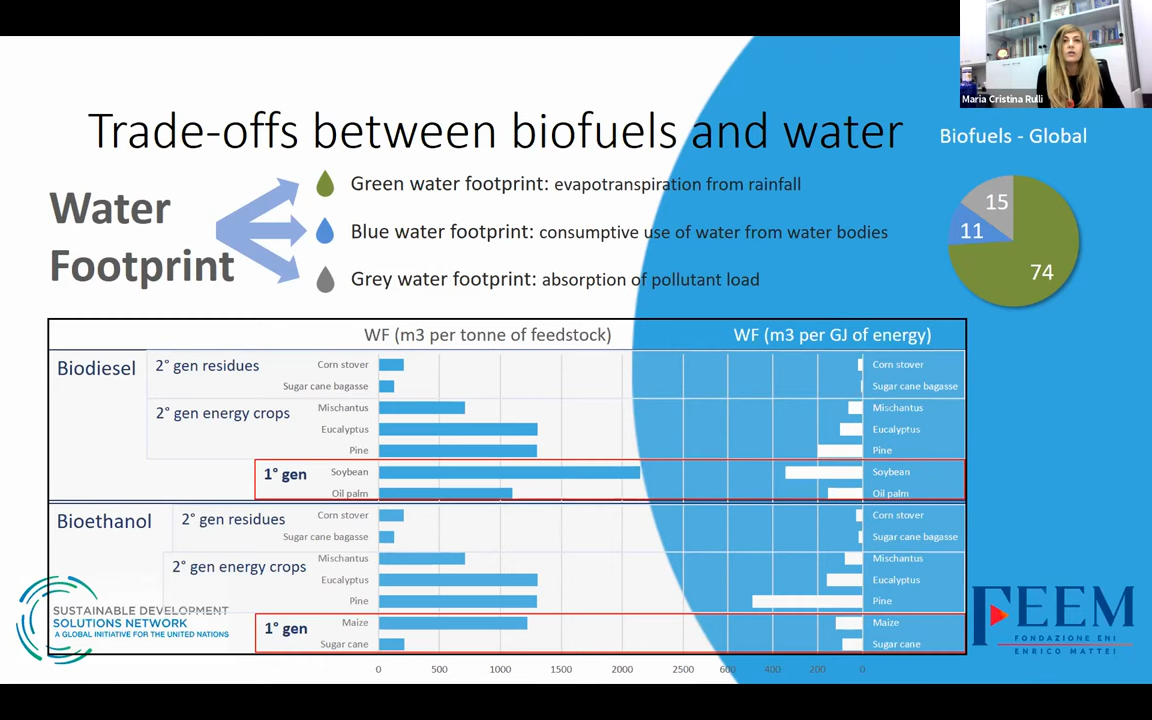 Maria Cristina Rulli
Trade-offs between biofuels and water
Biofuels - Global
Water
Footprint
Green water footprint: evapotranspiration from rainfall
Blue water footprint: consumptive use of water from water bodies
Grey water footprint: absorption of pollutant load
15
11
74
WF (m3 per tonne of feedstock)
WF (m3 per GJ of energy)
Biodiesel
2° gen residues
Corn stover
Corn stover
Sugar cane bagasse
Sugar cane bagasse
2° gen energy crops
Mischantus
Mischantus
Eucalyptus
Eucalyptus
Pine
Pine
1° gen
Soybean
Soybean
Oil palm
Oil palm
Bioethanol
2° gen residues
Corn stover
Corn stover
Sugar cane bagasse
Sugar cane bagasse
2° gen energy crops
Mischantus
Mischantus
Eucalyptus
Eucalyptus
Pine
Pine
1° gen
Maize
Maize
Sugar cane
Sugar cane
0 500 1000 1500 2000 2500 600 400 200 0
SUSTAINABLE DEVELOPMENT
SOLUTIONS NETWORK
A GLOBAL INITIATIVE FOR THE UNITED NATIONS
FEEM
FONDAZIONE ENI
ENRICO MATTEI